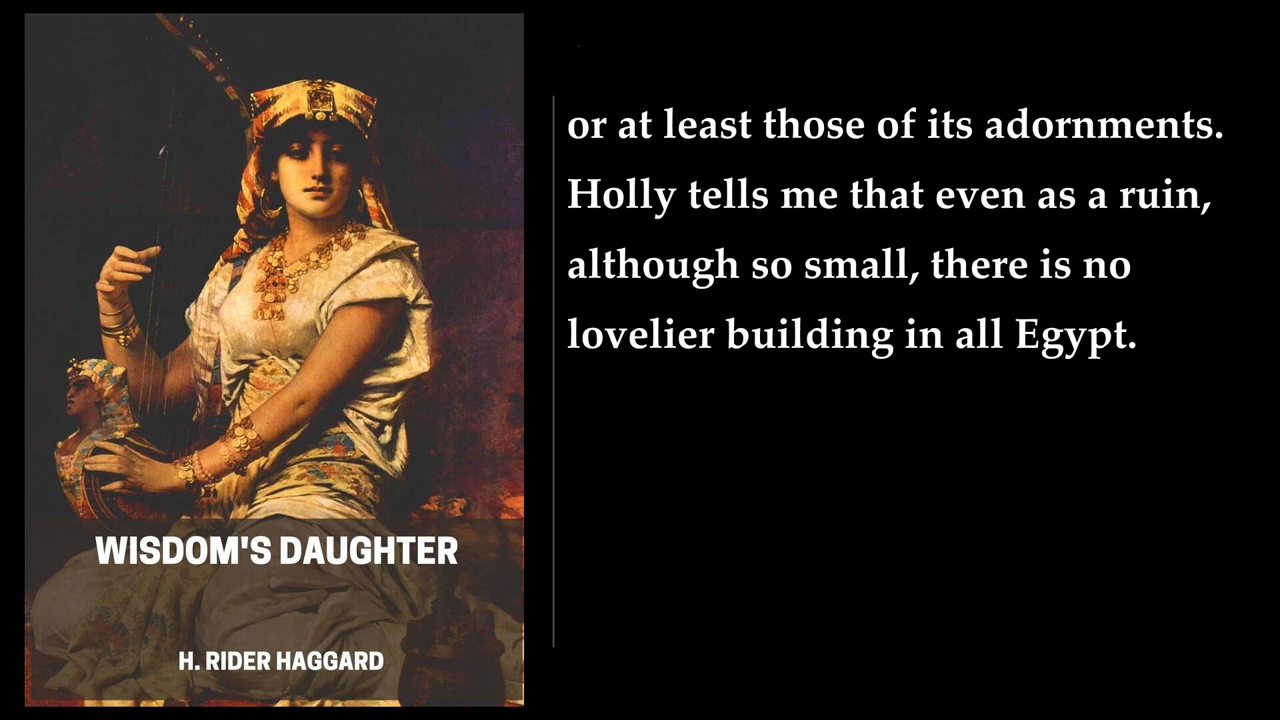 or at least those of its adornments.
Holly tells me that even as a ruin,
although so small, there is no
lovelier building in all Egypt.
WISDOM'S DAUGHTER
H. RIDER HAGGARD